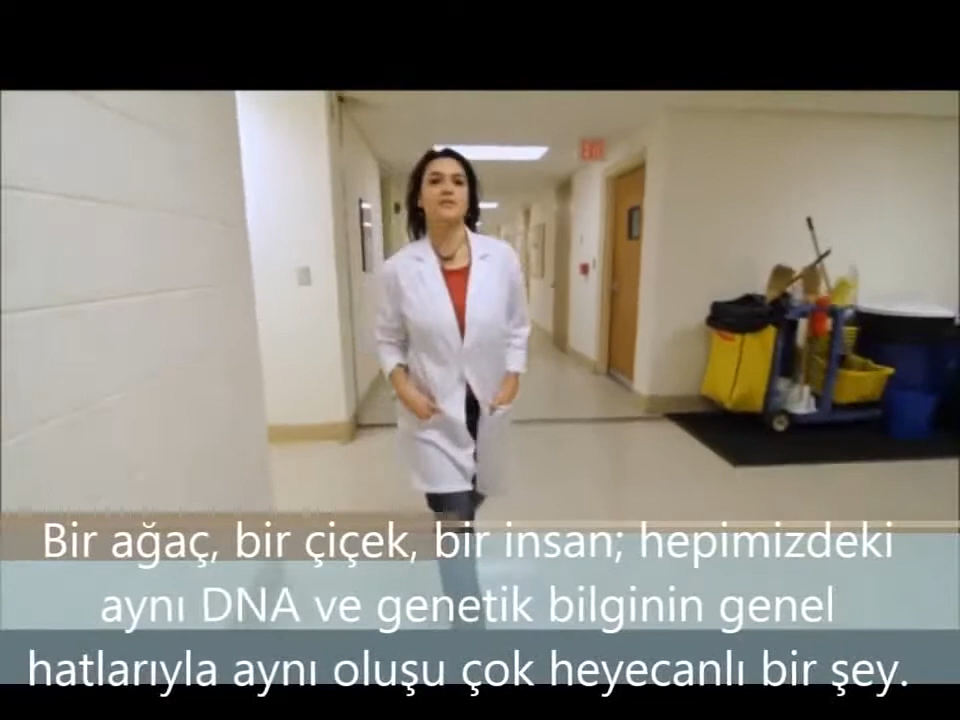 EXIT
Bir ağaç, bir çiçek, bir insan; hepimizdeki
aynı DNA ve genetik bilginin genel
hatlarıyla aynı oluşu çok heyecanlı bir şey.